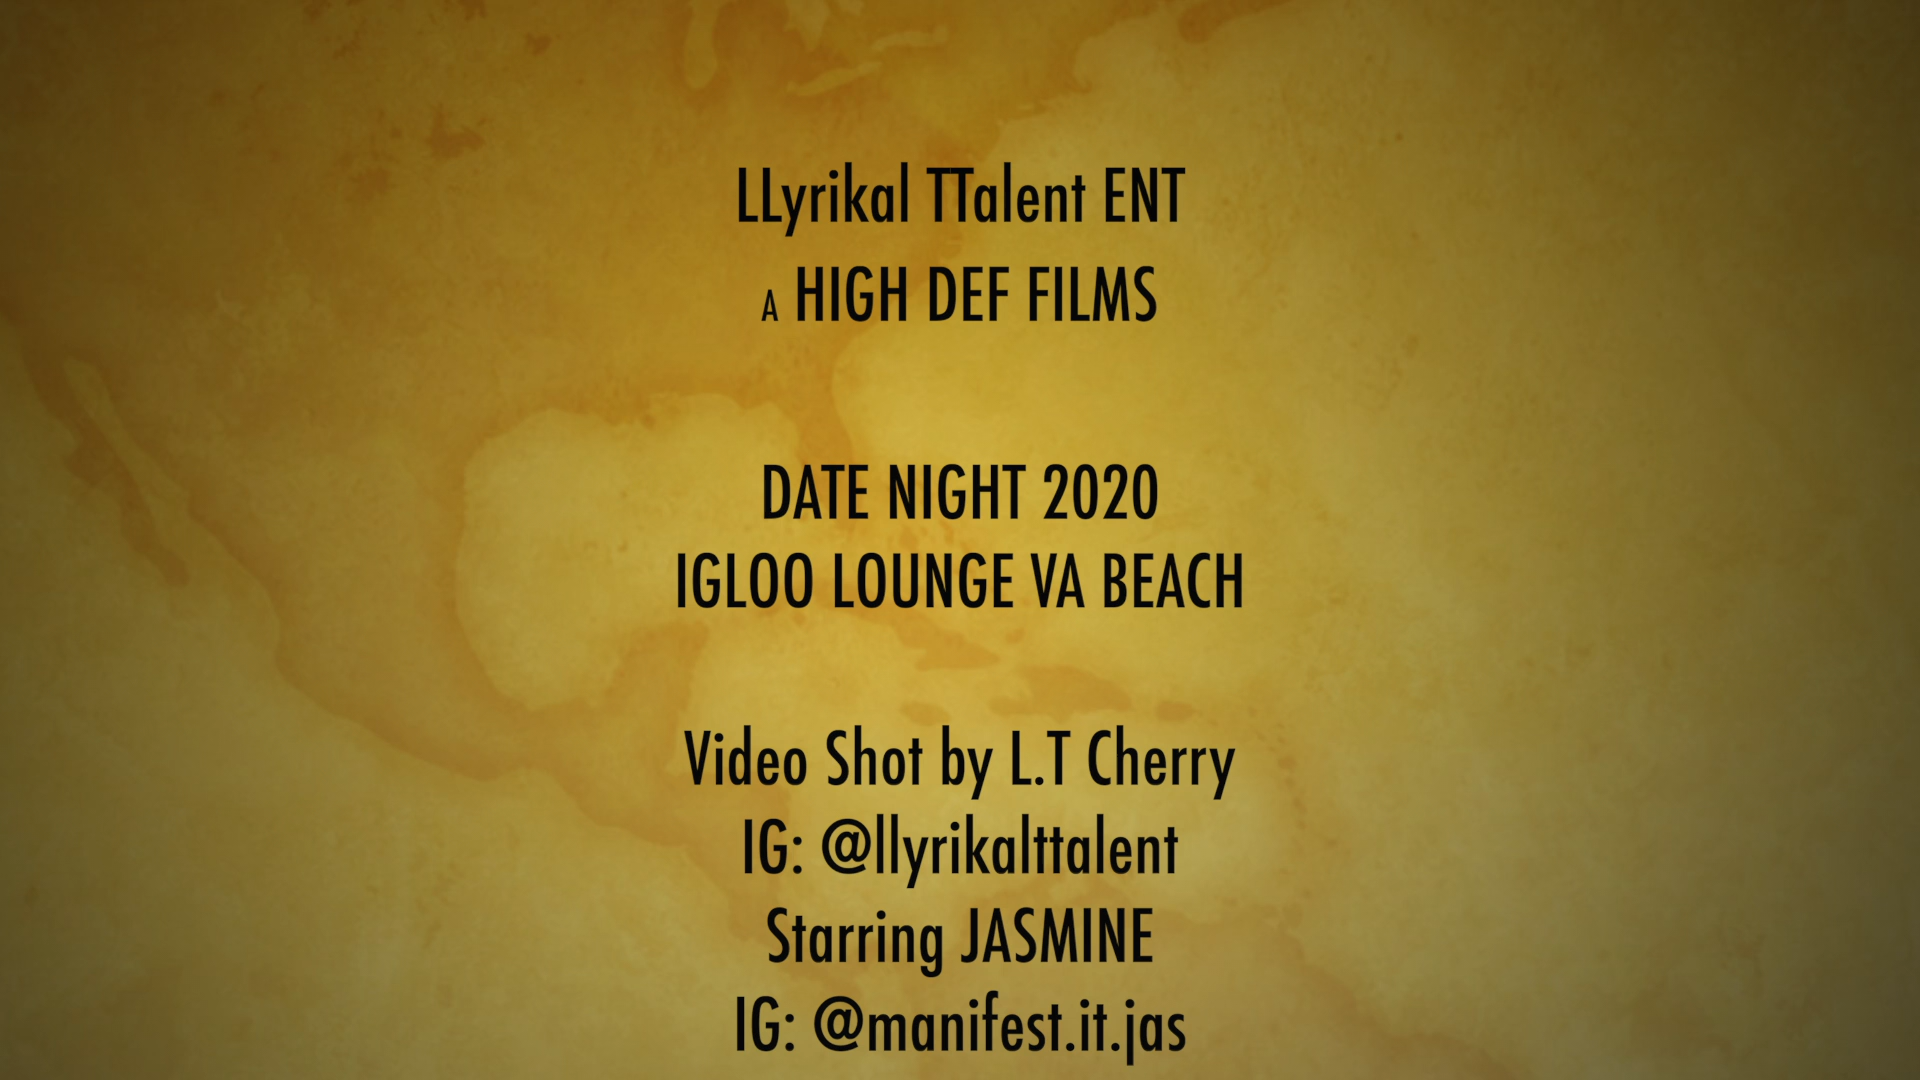 LLyrikal TTalent ENT
A HIGH DEF FILMS
DATE NIGHT 2020
IGLOO LOUNGE VA BEACH
Video Shot by L.T Cherry
IG: @llyrikalttalent
Starring JASMINE
IG: @manifest.it.jas